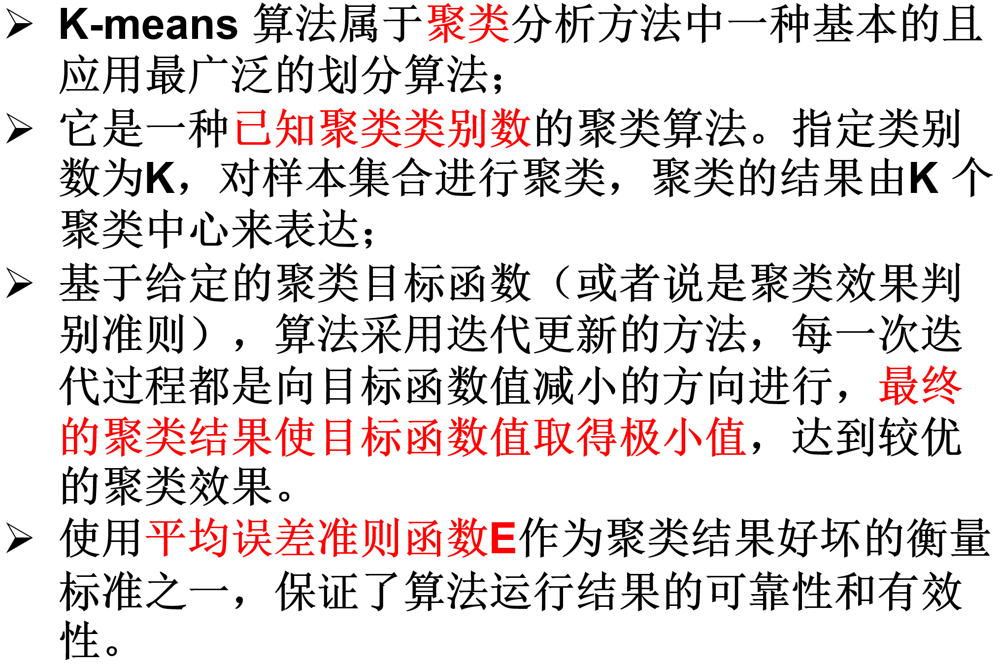 ➢ K-means 算法属于聚类分析方法中一种基本的且
应用最广泛的划分算法；
➢ 它是一种已知聚类类别数的聚类算法。指定类别
数为K，对样本集合进行聚类，聚类的结果由K 个
聚类中心来表达；
➢ 基于给定的聚类目标函数（或者说是聚类效果判
别准则），算法采用迭代更新的方法，每一次迭
代过程都是向目标函数值减小的方向进行，最终
的聚类结果使目标函数值取得极小值，达到较优
的聚类效果。
➢ 使用平均误差准则函数E作为聚类结果好坏的衡量
标准之一，保证了算法运行结果的可靠性和有效
性。